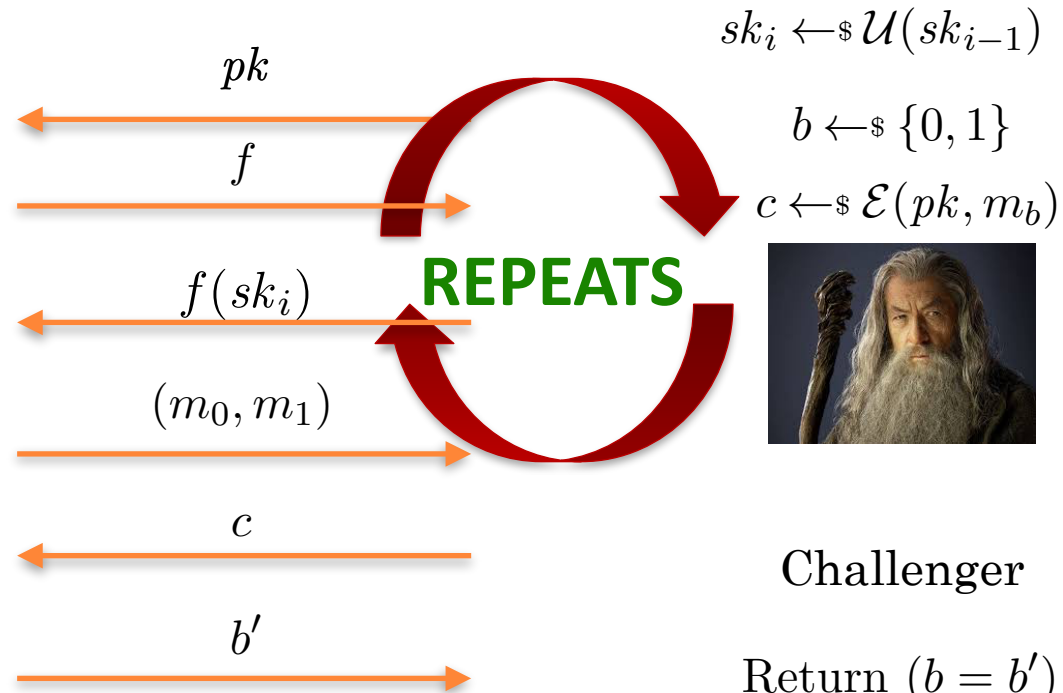 sk_i ←$ 𝒰(sk_{i−1})
pk
b ←$ {0, 1}
f
c ←$ ℰ(pk, m_b)
REPEATS
f(sk_i)
(m_0, m_1)
c
Challenger
b′
Return (b = b′)